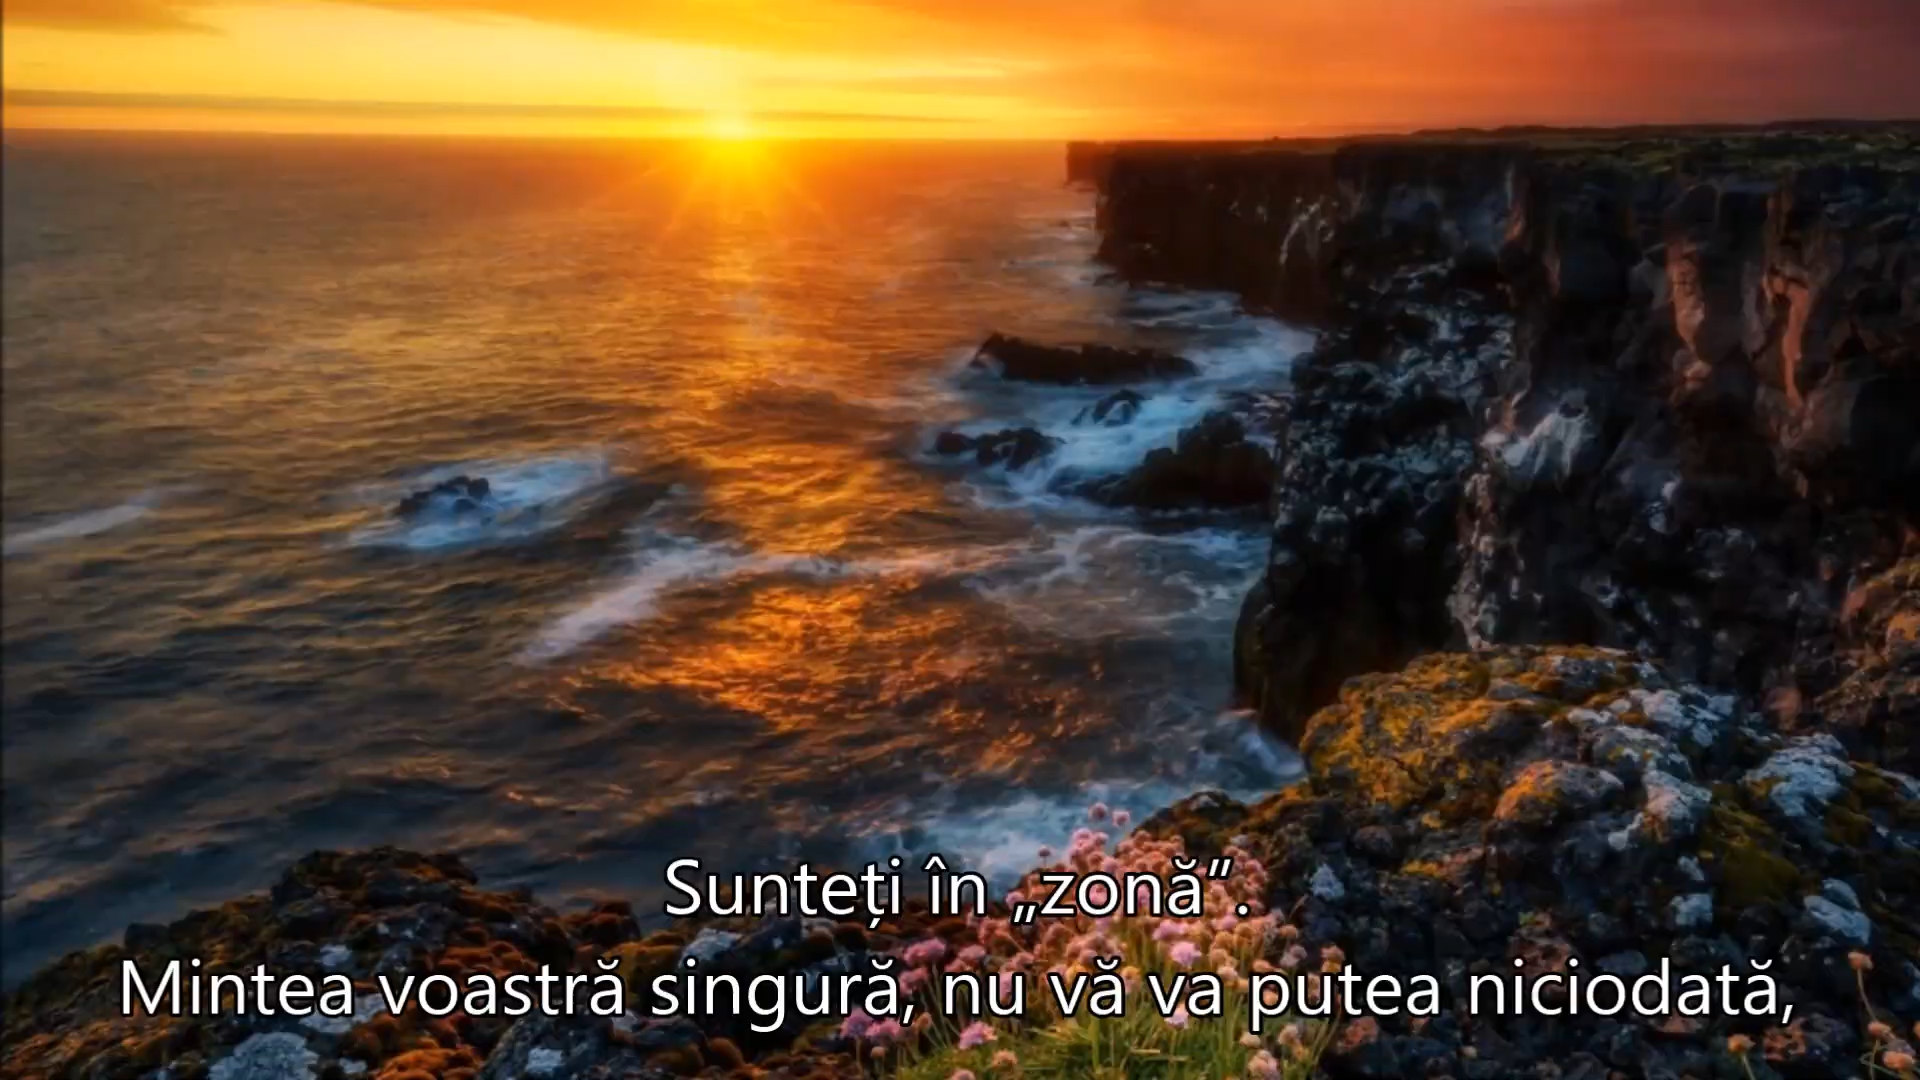 Sunteți în „zonă”.
Mintea voastră singură, nu vă va putea niciodată,